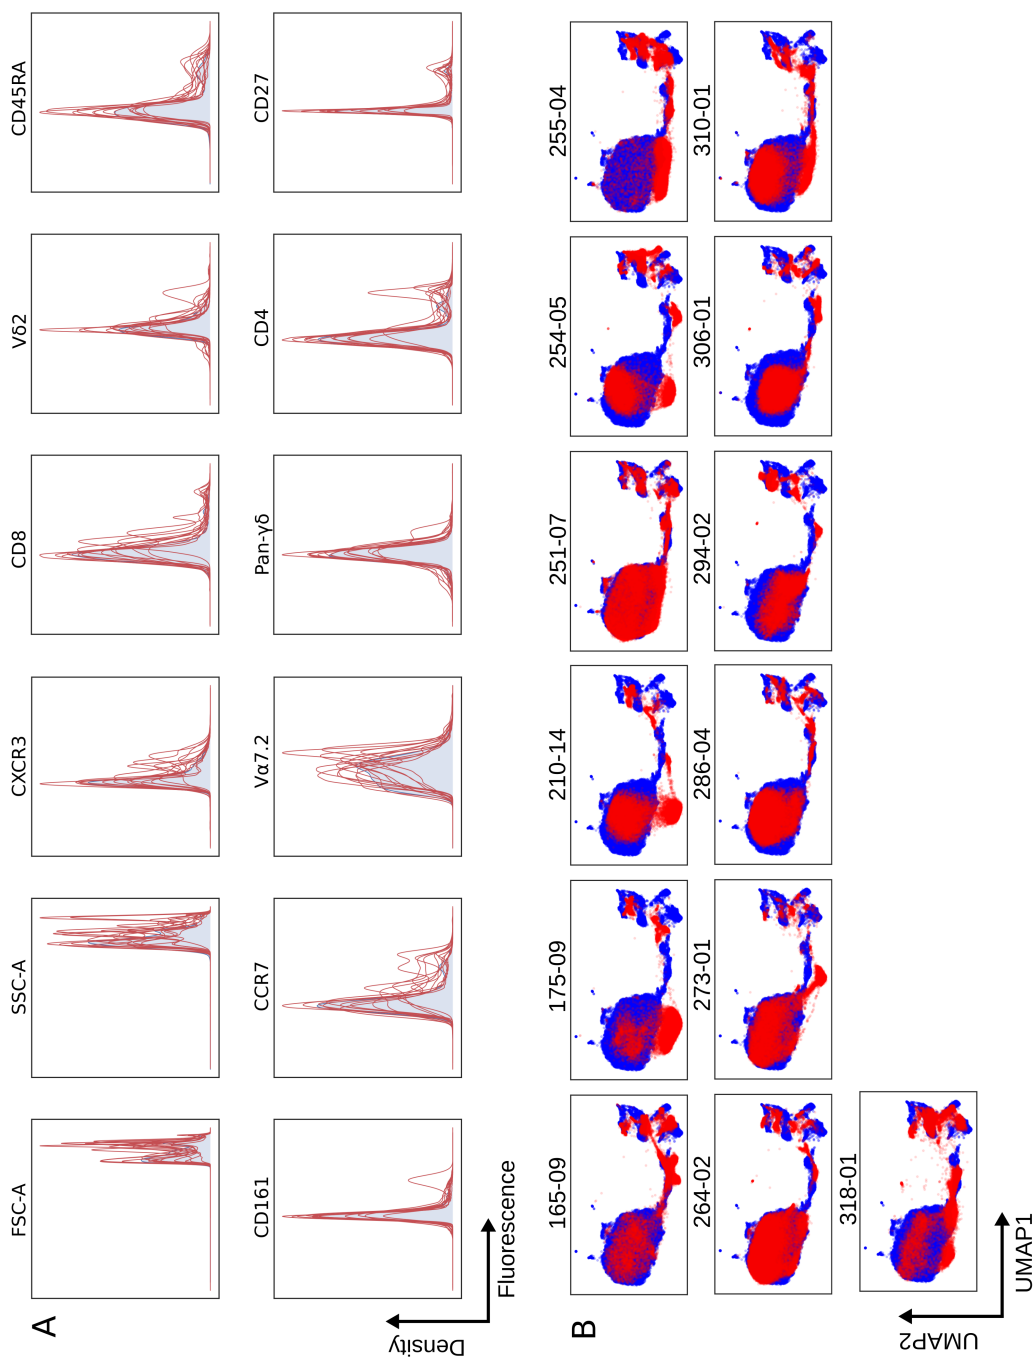 A
FSC-A SSC-A CXCR3 CD8 Vδ2 CD45RA
CD161 CCR7 Vα7.2 Pan-γδ CD4 CD27
Density
Fluorescence
B
165-09 175-09 210-14 251-07 254-05 255-04
264-02 273-01 286-04 294-02 306-01 310-01
318-01
UMAP2
UMAP1